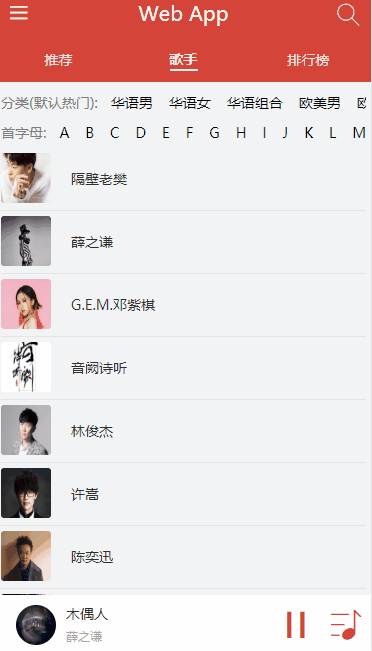 Web App
推荐 歌手 排行榜
分类(默认热门): 华语男 华语女 华语组合 欧美男
首字母: A B C D E F G H I J K L M
隔壁老樊
薛之谦
G.E.M.邓紫棋
音阙诗听
林俊杰
许嵩
陈奕迅
木偶人
薛之谦